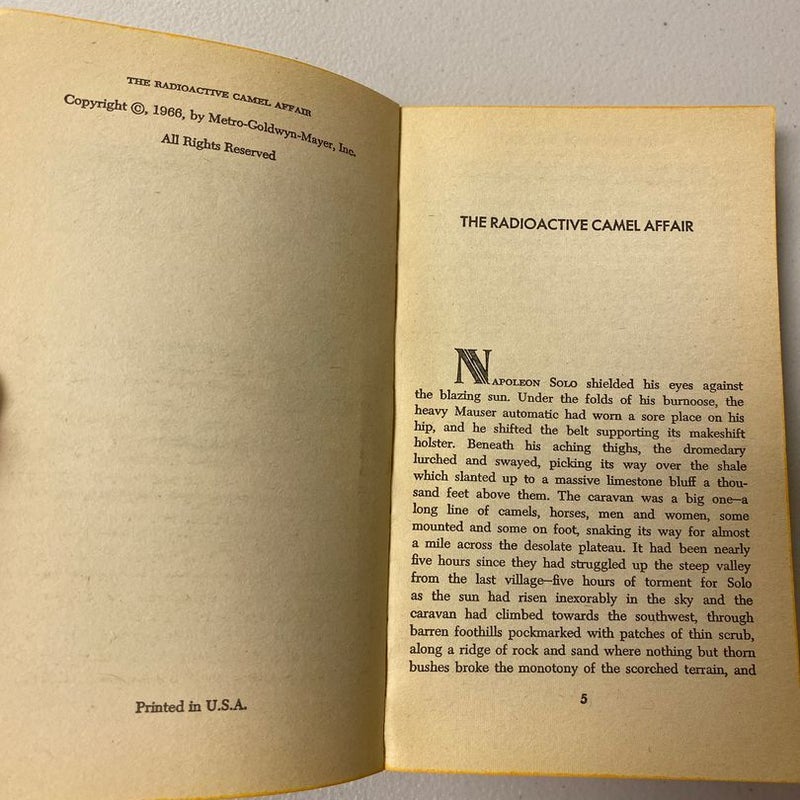 THE RADIOACTIVE CAMEL AFFAIR
Copyright ©, 1966, by Metro-Goldwyn-Mayer, Inc.
All Rights Reserved
Printed in U.S.A.
THE RADIOACTIVE CAMEL AFFAIR
NAPOLEON SOLO shielded his eyes against
the blazing sun. Under the folds of his burnoose, the
heavy Mauser automatic had worn a sore place on his
hip, and he shifted the belt supporting its makeshift
holster. Beneath his aching thighs, the dromedary
lurched and swayed, picking its way over the shale
which slanted up to a massive limestone bluff a thou-
sand feet above them. The caravan was a big one—a
long line of camels, horses, men and women, some
mounted and some on foot, snaking its way for almost
a mile across the desolate plateau. It had been nearly
five hours since they had struggled up the steep valley
from the last village—five hours of torment for Solo
as the sun had risen inexorably in the sky and the
caravan had climbed towards the southwest, through
barren foothills pockmarked with patches of thin scrub,
along a ridge of rock and sand where nothing but thorn
bushes broke the monotony of the scorched terrain, and
5